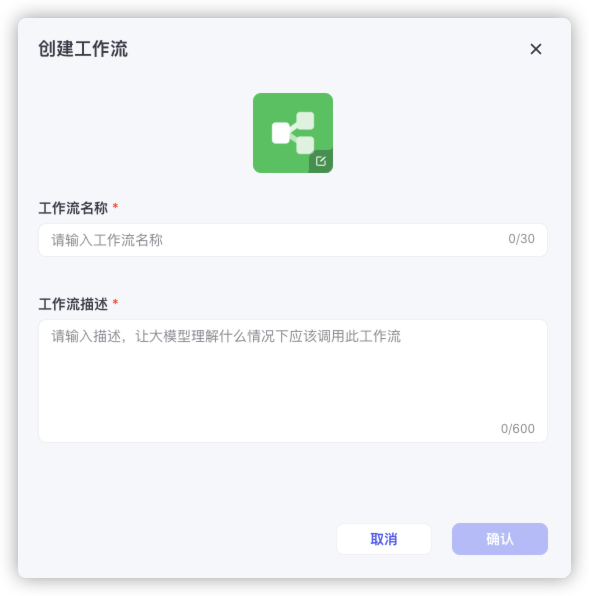 创建工作流
工作流名称 *
请输入工作流名称 0/30
工作流描述 *
请输入描述，让大模型理解什么情况下应该调用此工作流
0/600
取消 确认